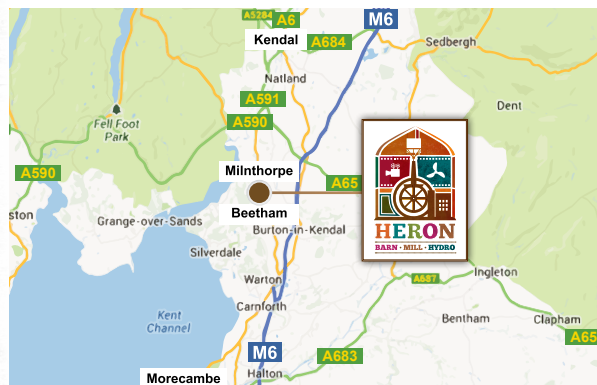 A5284
A6
M6
Kendal
A684
Sedbergh
Natland
A591
Dent
Fell Foot
Park
A590
A590
Milnthorpe
A65
ston
Beetham
Grange-over-Sands
Burton-in-Kendal
HERON
BARN · MILL · HYDRO
Silverdale
Warton
Ingleton
A687
Carnforth
Kent
Channel
Bentham
Clapham
A65
M6
A683
Halton
Morecambe